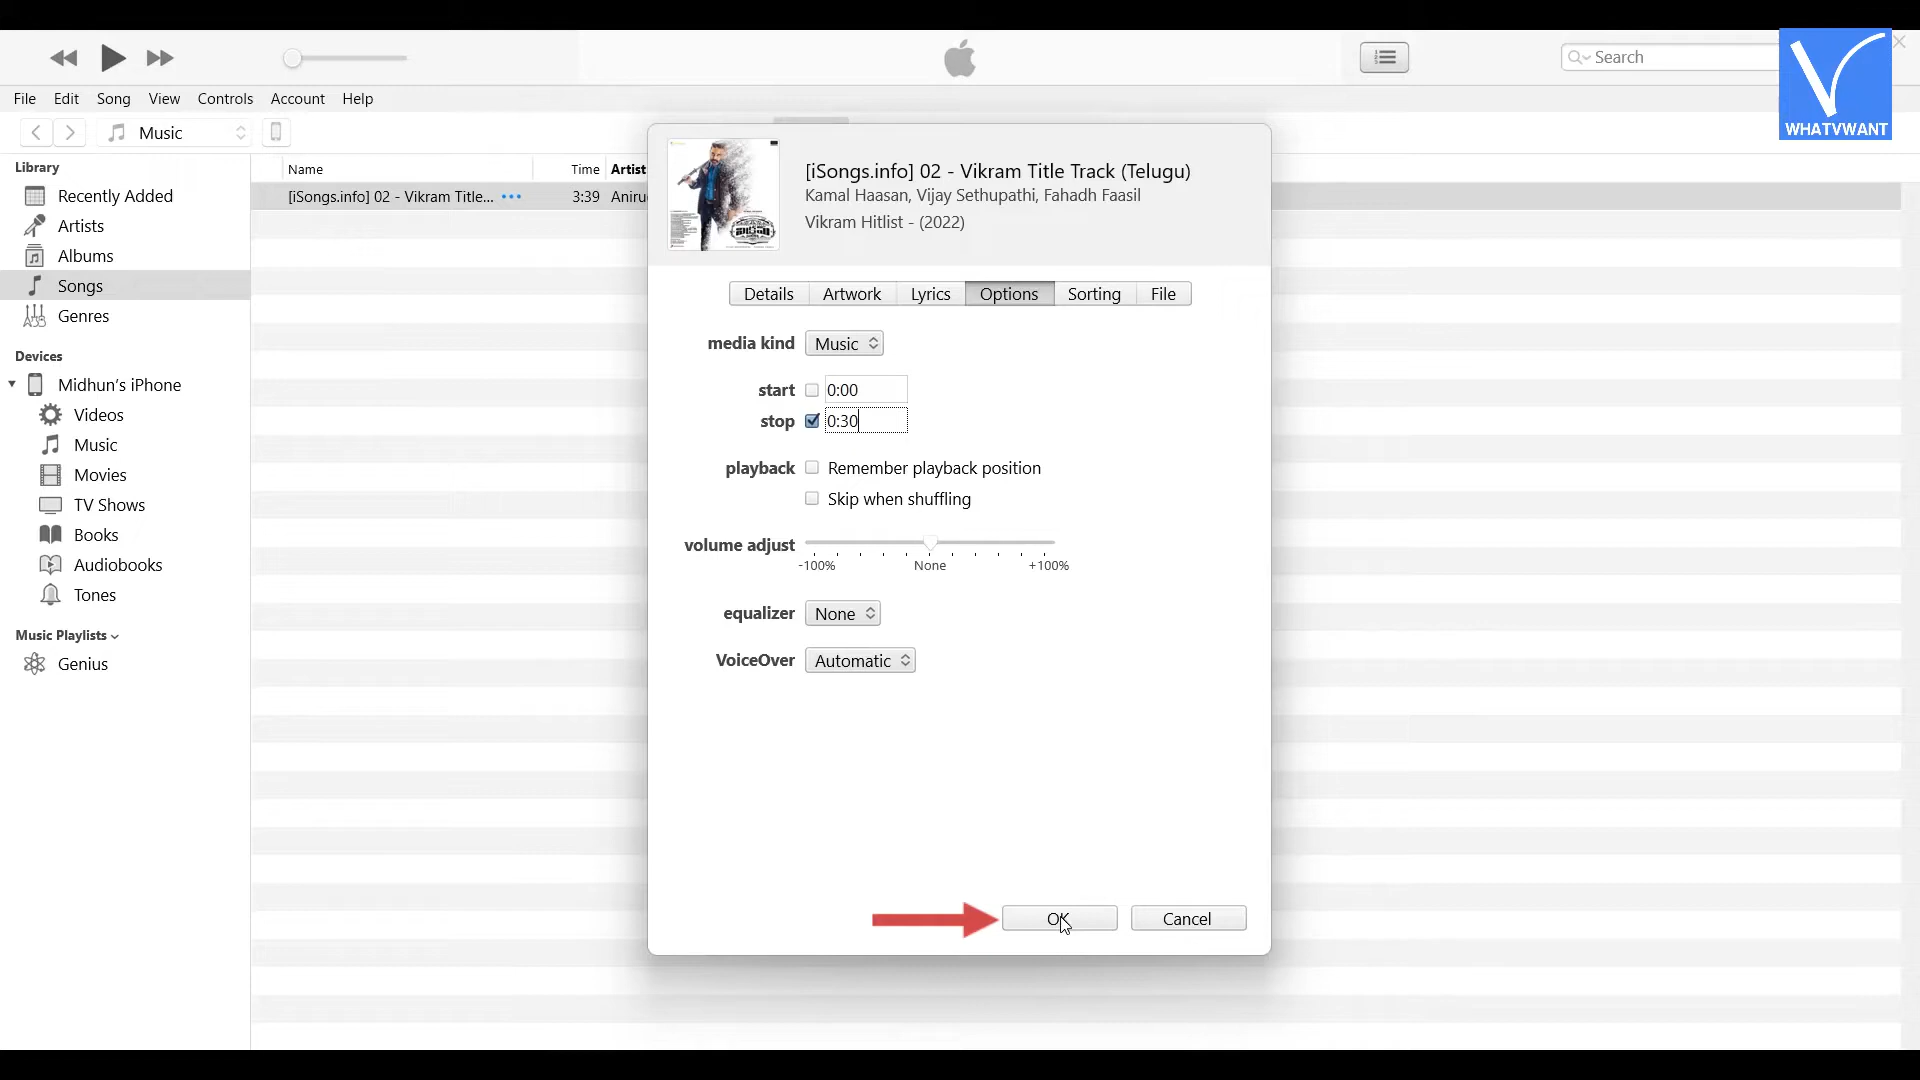 Search
WHATVWANT
File Edit Song View Controls Account Help
Music
Library
Recently Added
Artists
Albums
Songs
Genres
Devices
Midhun's iPhone
Videos
Music
Movies
TV Shows
Books
Audiobooks
Tones
Music Playlists
Genius
Name Time Artist
[iSongs.info] 02 - Vikram Title... 3:39 Aniru
[iSongs.info] 02 - Vikram Title Track (Telugu)
Kamal Haasan, Vijay Sethupathi, Fahadh Faasil
Vikram Hitlist - (2022)
Details Artwork Lyrics Options Sorting File
media kind Music
start 0:00
stop 0:30
playback Remember playback position
Skip when shuffling
volume adjust
-100% None +100%
equalizer None
VoiceOver Automatic
OK Cancel